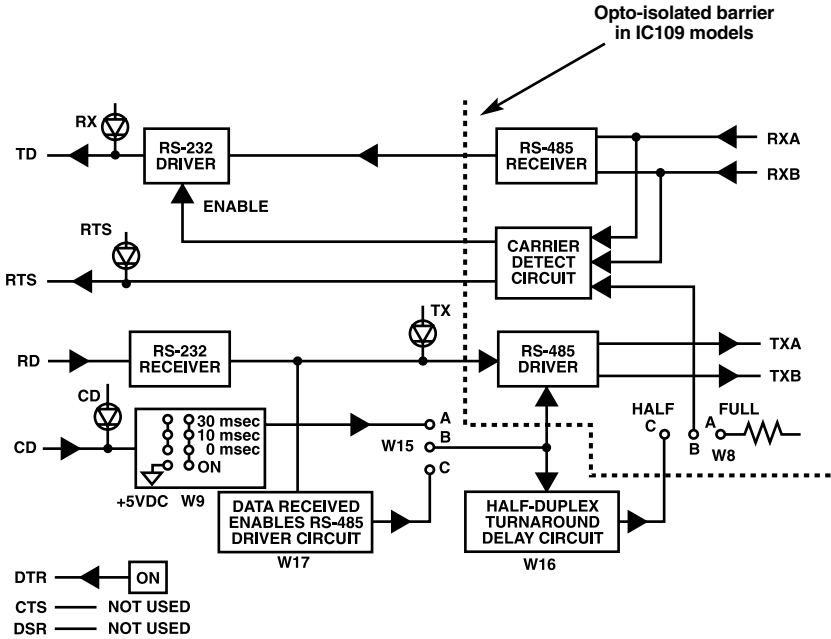 Opto-isolated barrier
in IC109 models
RX
TD
RS-232
DRIVER
RS-485
RECEIVER
RXA
RXB
ENABLE
RTS
RTS
CARRIER
DETECT
CIRCUIT
TX
RD
RS-232
RECEIVER
RS-485
DRIVER
TXA
TXB
CD
CD
30 msec
10 msec
0 msec
ON
+5VDC W9
A
W15 B
C
HALF
C
B
FULL
A
W8
DATA RECEIVED
ENABLES RS-485
DRIVER CIRCUIT
W17
HALF-DUPLEX
TURNAROUND
DELAY CIRCUIT
W16
DTR ON
CTS NOT USED
DSR NOT USED